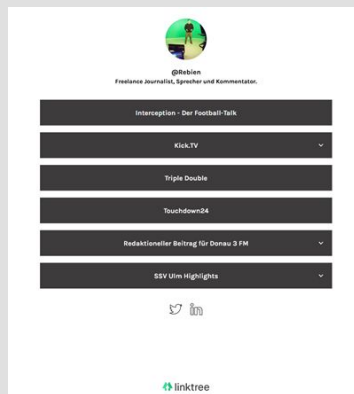 @Rebien
Freelance Journalist, Sprecher und Kommentator.
Interception - Der Football-Talk
Kick.TV
Triple Double
Touchdown24
Redaktioneller Beitrag für Donau 3 FM
SSV Ulm Highlights
in
linktree